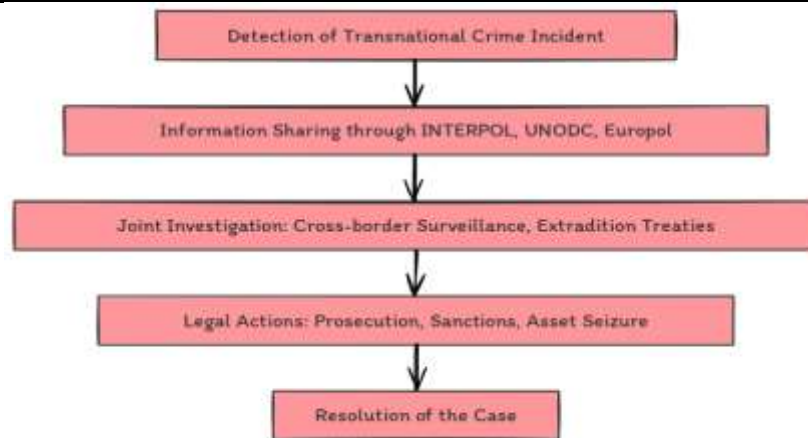 Detection of Transnational Crime Incident
Information Sharing through INTERPOL, UNODC, Europol
Joint Investigation: Cross-border Surveillance, Extradition Treaties
Legal Actions: Prosecution, Sanctions, Asset Seizure
Resolution of the Case